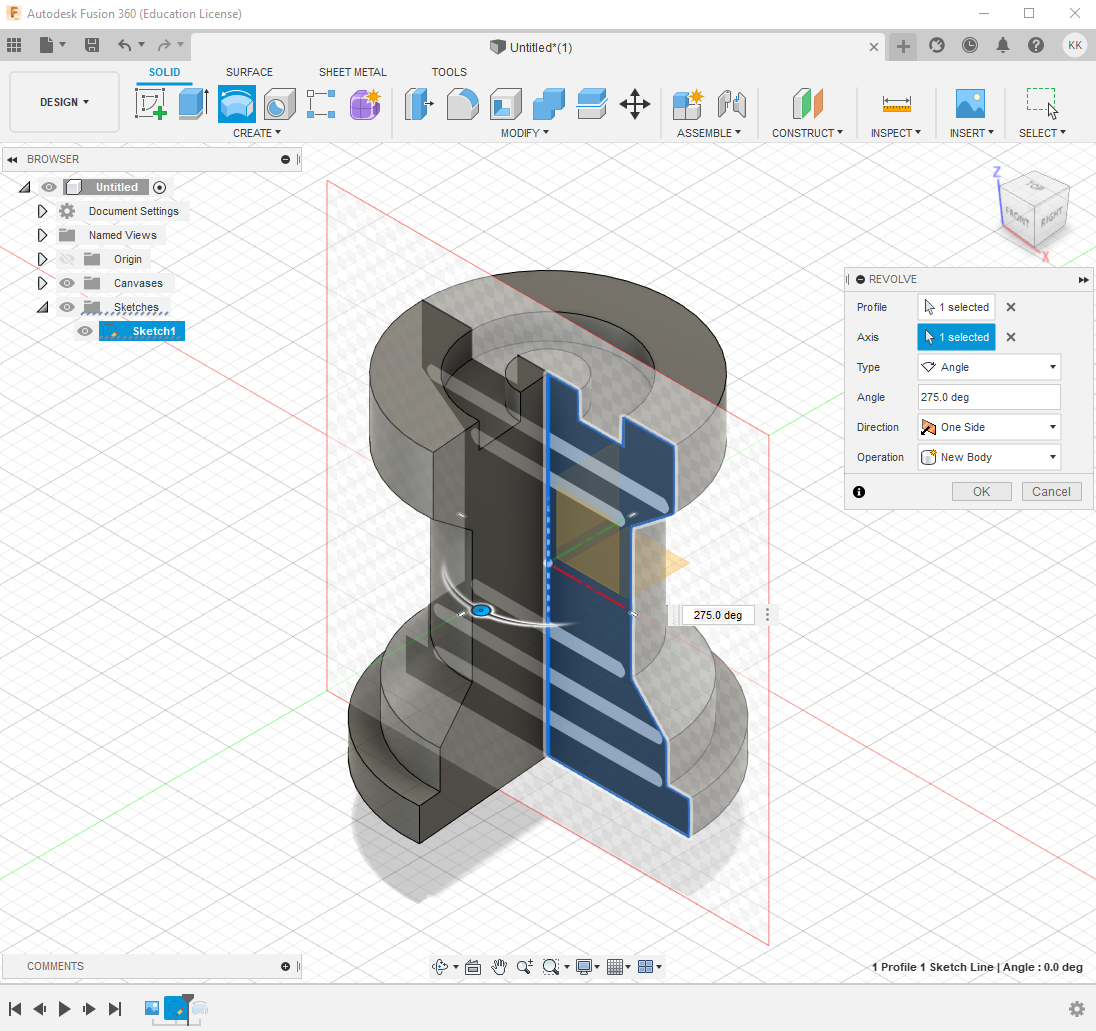 Autodesk Fusion 360 (Education License)
Untitled*(1)
KK
SOLID SURFACE SHEET METAL TOOLS
DESIGN
CREATE MODIFY ASSEMBLE CONSTRUCT INSPECT INSERT SELECT
BROWSER
Untitled
Document Settings
Named Views
Origin
Canvases
Sketches
Sketch1
Z
TOP
FRONT
RIGHT
X
REVOLVE
Profile 1 selected
Axis 1 selected
Type Angle
Angle 275.0 deg
Direction One Side
Operation New Body
OK Cancel
275.0 deg
COMMENTS
1 Profile 1 Sketch Line | Angle : 0.0 deg